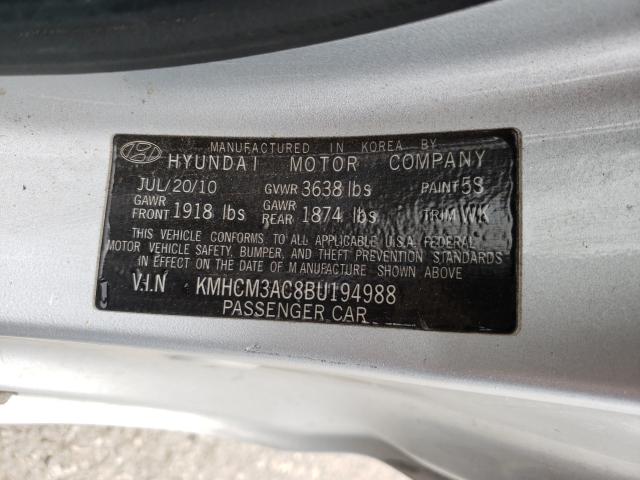 MANUFACTURED IN KOREA BY
HYUNDAI MOTOR COMPANY
JUL/20/10 GVWR 3638 lbs PAINT 5S
GAWR FRONT 1918 lbs GAWR REAR 1874 lbs TRIM WK
THIS VEHICLE CONFORMS TO ALL APPLICABLE U.S.A. FEDERAL
MOTOR VEHICLE SAFETY, BUMPER, AND THEFT PREVENTION STANDARDS
IN EFFECT ON THE DATE OF MANUFACTURE SHOWN ABOVE
V.I.N KMHCM3AC8BU194988
PASSENGER CAR